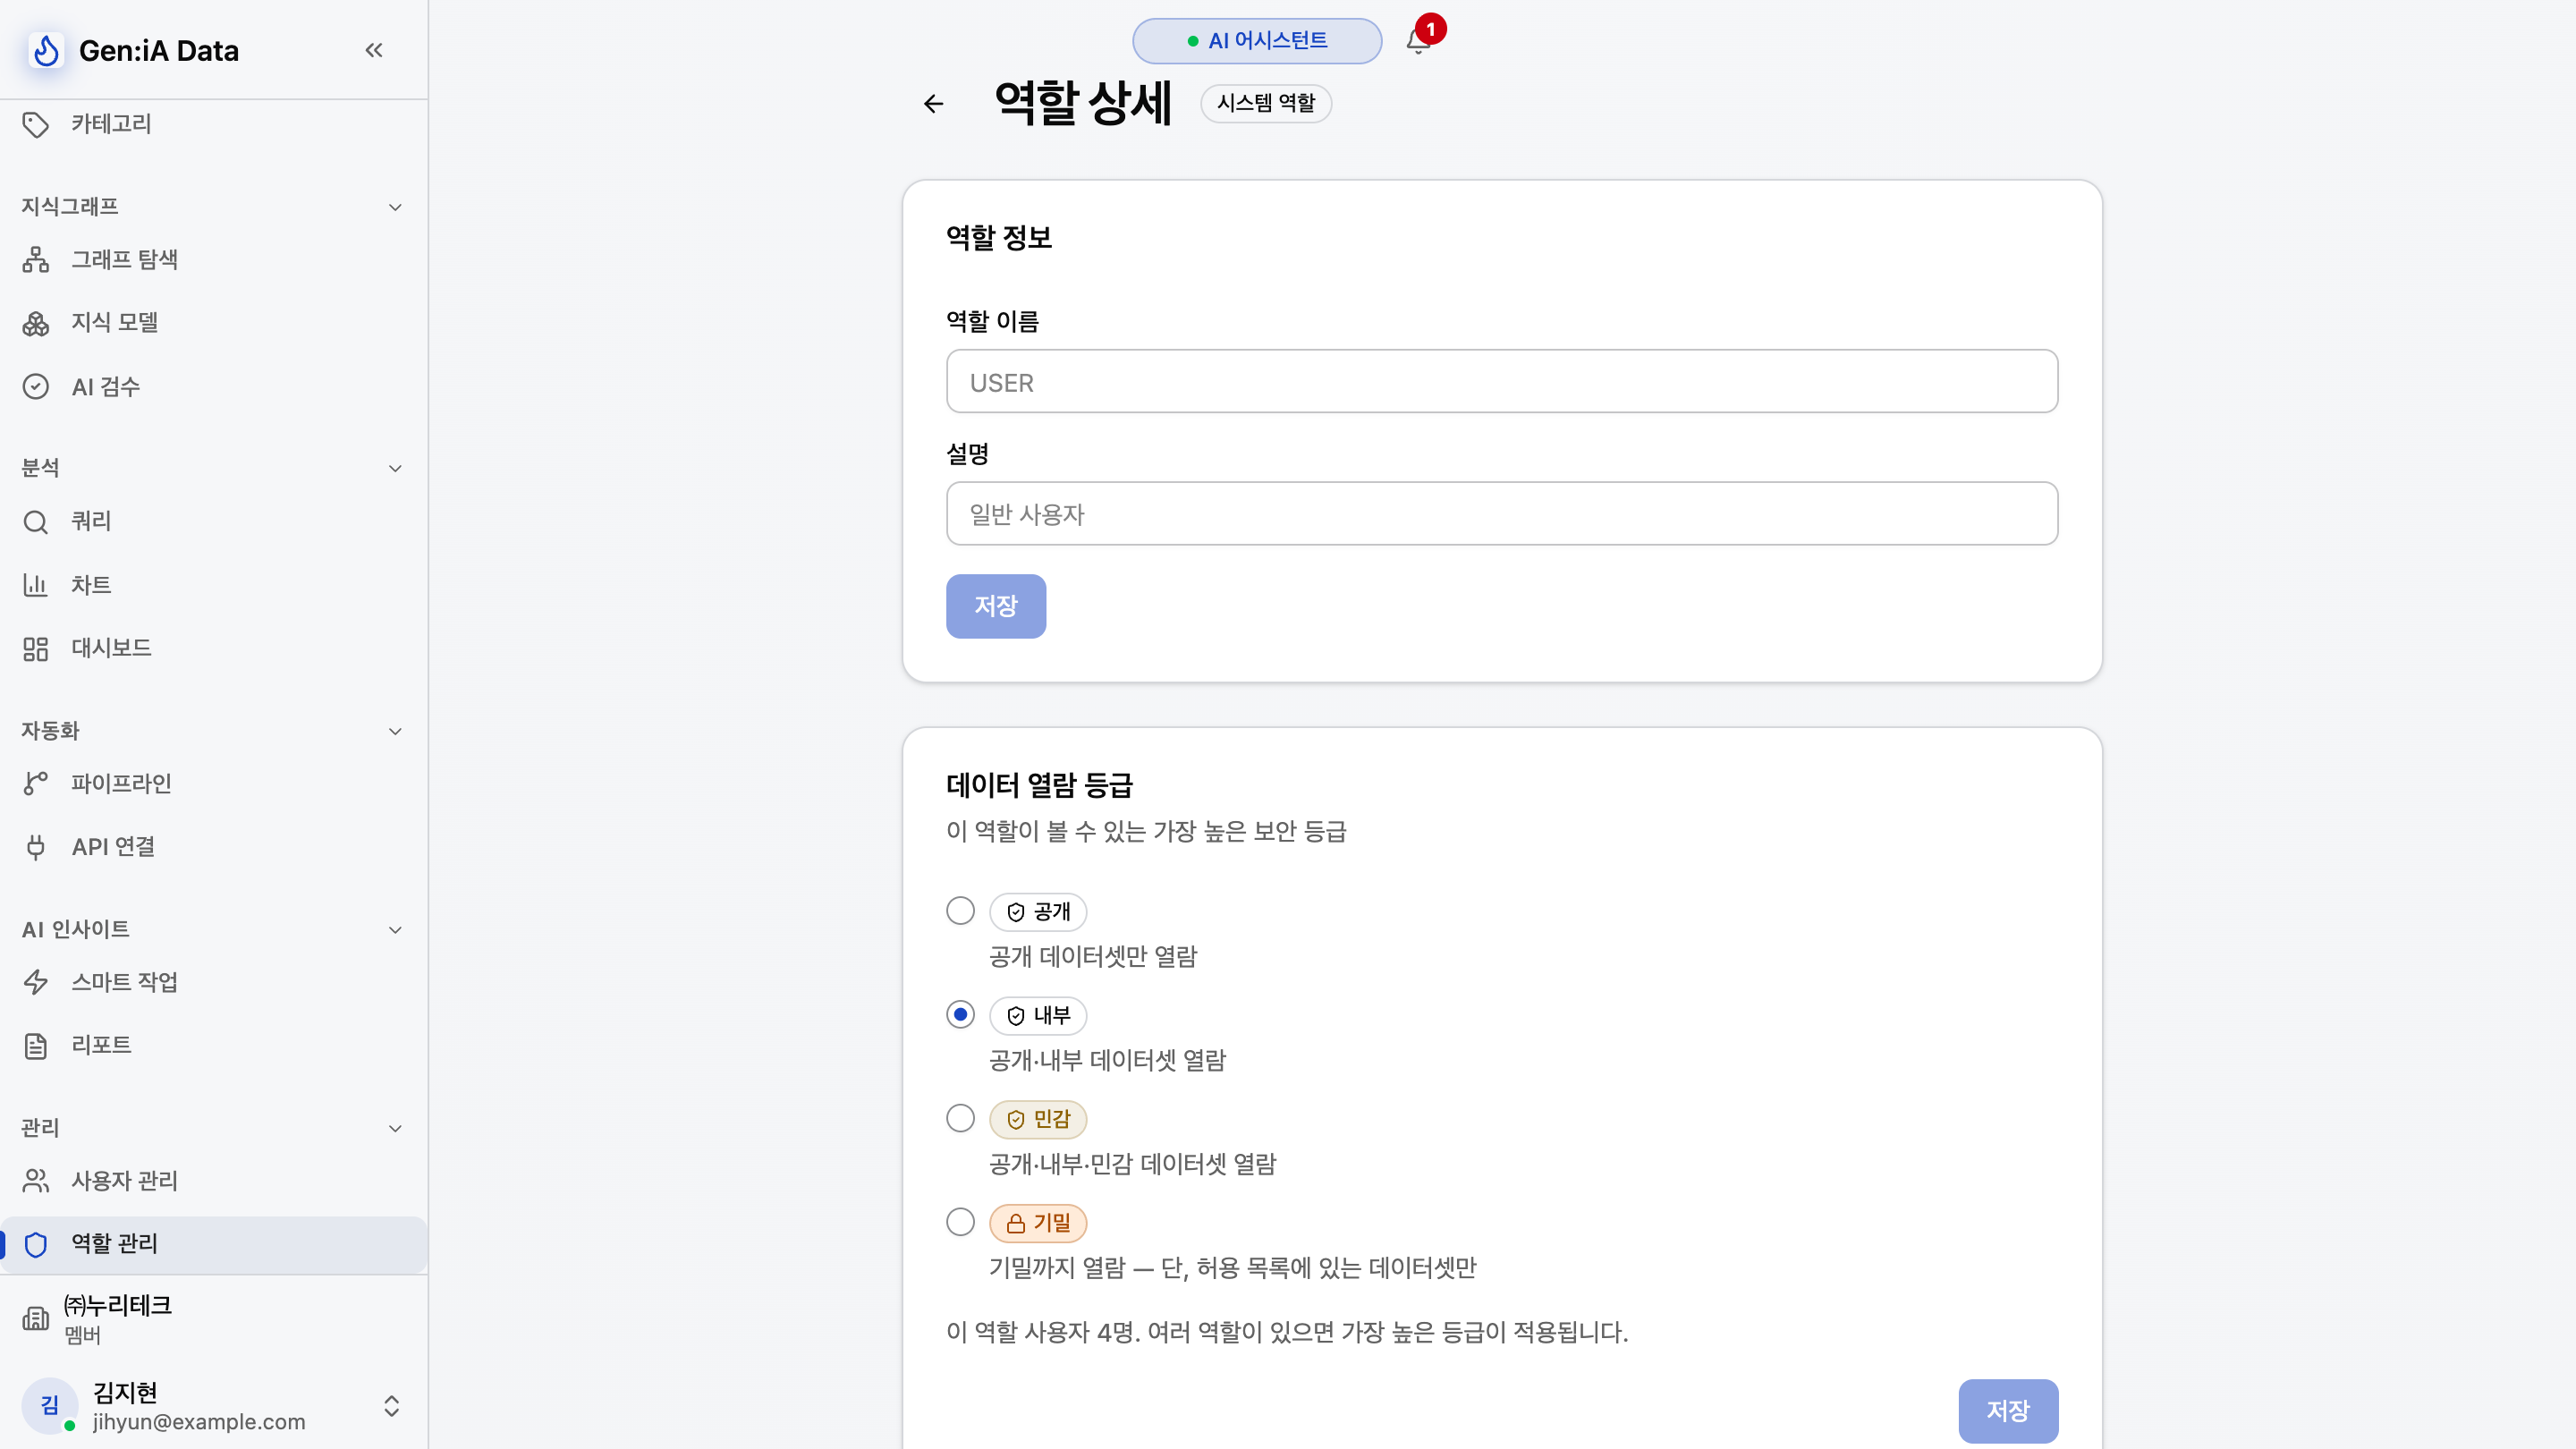 Gen:iA Data
카테고리
지식그래프
그래프 탐색
지식 모델
AI 검수
분석
쿼리
차트
대시보드
자동화
파이프라인
API 연결
AI 인사이트
스마트 작업
리포트
관리
사용자 관리
역할 관리
㈜누리테크
멤버
김
김지현
jihyun@example.com
AI 어시스턴트
1
역할 상세
시스템 역할
역할 정보
역할 이름
USER
설명
일반 사용자
저장
데이터 열람 등급
이 역할이 볼 수 있는 가장 높은 보안 등급
공개
공개 데이터셋만 열람
내부
공개·내부 데이터셋 열람
민감
공개·내부·민감 데이터셋 열람
기밀
기밀까지 열람 — 단, 허용 목록에 있는 데이터셋만
이 역할 사용자 4명. 여러 역할이 있으면 가장 높은 등급이 적용됩니다.
저장